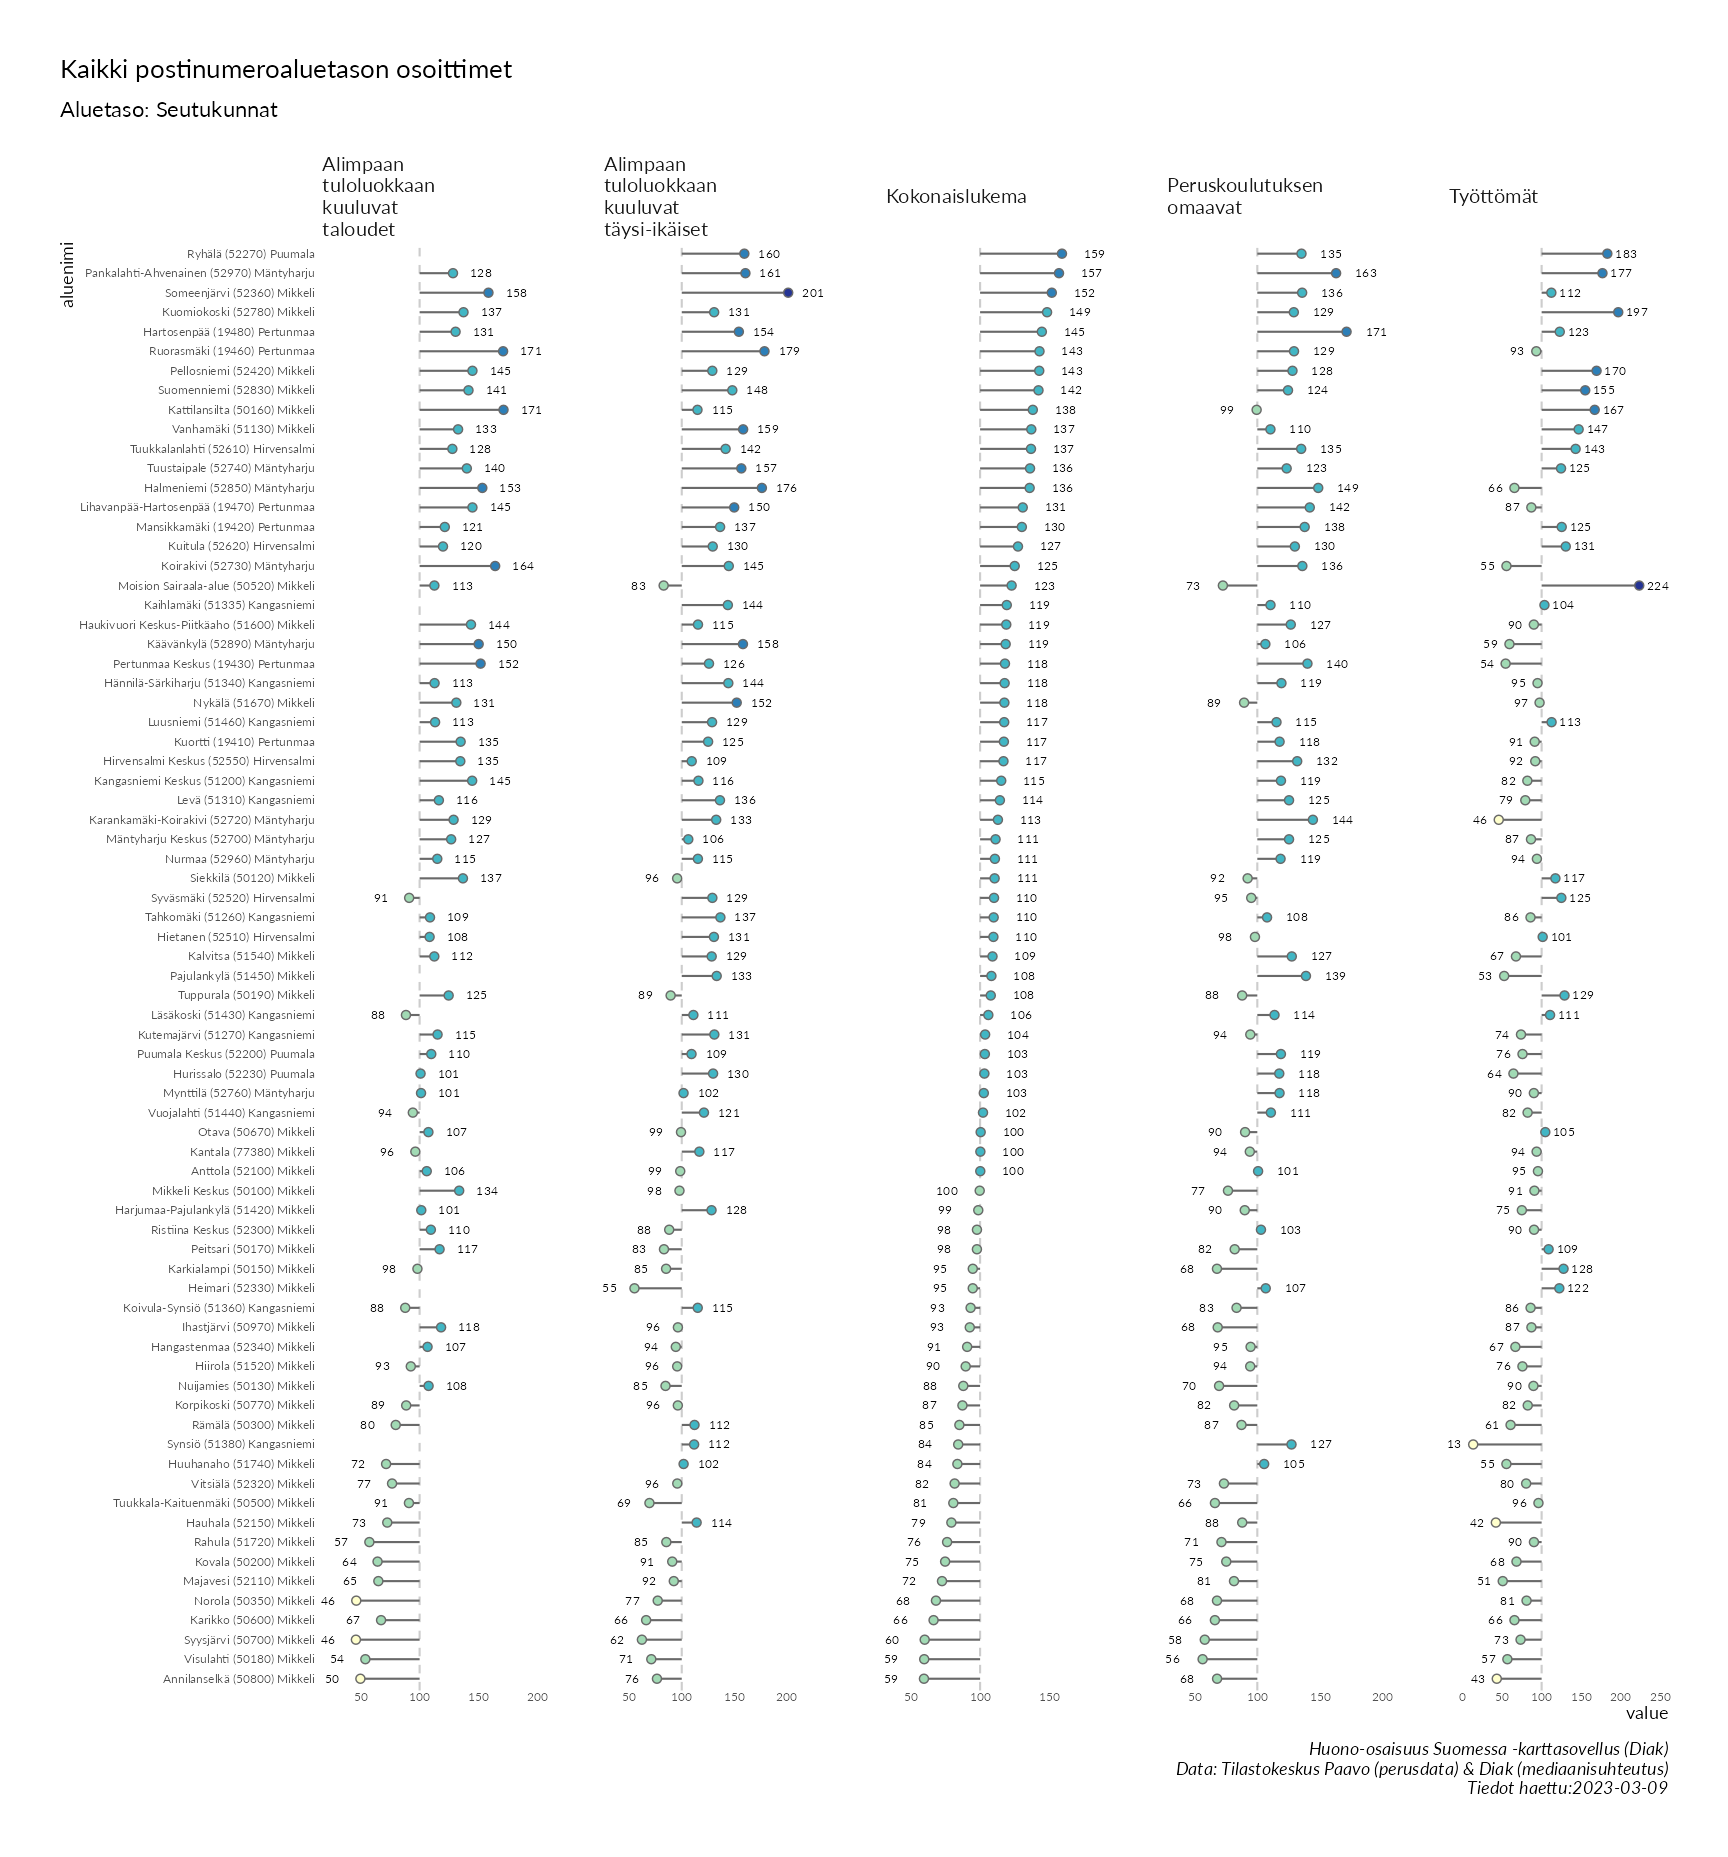 Kaikki postinumeroaluetason osoittimet
Aluetaso: Seutukunnat
Alimpaan
tuloluokkaan
kuuluvat
taloudet
Alimpaan
tuloluokkaan
kuuluvat
täysi-ikäiset
Kokonaislukema
Peruskoulutuksen
omaavat
Työttömät
aluenimi
Ryhälä (52270) Puumala 160 159 135 183
Pankalahti-Ahvenainen (52970) Mäntyharju 128 161 157 163 177
Someenjärvi (52360) Mikkeli 158 201 152 136 112
Kuomiokoski (52780) Mikkeli 137 131 149 129 197
Hartosenpää (19480) Pertunmaa 131 154 145 171 123
Ruorasmäki (19460) Pertunmaa 171 179 143 129 93
Pellosniemi (52420) Mikkeli 145 129 143 128 170
Suomenniemi (52830) Mikkeli 141 148 142 124 155
Kattilansilta (50160) Mikkeli 171 115 138 99 167
Vanhamäki (51130) Mikkeli 133 159 137 110 147
Tuukkalanlahti (52610) Hirvensalmi 128 142 137 135 143
Tuustaipale (52740) Mäntyharju 140 157 136 123 125
Halmeniemi (52850) Mäntyharju 153 176 136 149 66
Lihavanpää-Hartosenpää (19470) Pertunmaa 145 150 131 142 87
Mansikkamäki (19420) Pertunmaa 121 137 130 138 125
Kuitula (52620) Hirvensalmi 120 130 127 130 131
Koirakivi (52730) Mäntyharju 164 145 125 136 55
Moision Sairaala-alue (50520) Mikkeli 113 83 123 73 224
Kaihlamäki (51335) Kangasniemi 144 119 110 104
Haukivuori Keskus-Piitkäaho (51600) Mikkeli 144 115 119 127 90
Käävänkylä (52890) Mäntyharju 150 158 119 106 59
Pertunmaa Keskus (19430) Pertunmaa 152 126 118 140 54
Hännilä-Särkiharju (51340) Kangasniemi 113 144 118 119 95
Nykälä (51670) Mikkeli 131 152 118 89 97
Luusniemi (51460) Kangasniemi 113 129 117 115 113
Kuortti (19410) Pertunmaa 135 125 117 118 91
Hirvensalmi Keskus (52550) Hirvensalmi 135 109 117 132 92
Kangasniemi Keskus (51200) Kangasniemi 145 116 115 119 82
Levä (51310) Kangasniemi 116 136 114 125 79
Karankamäki-Koirakivi (52720) Mäntyharju 129 133 113 144 46
Mäntyharju Keskus (52700) Mäntyharju 127 106 111 125 87
Nurmaa (52960) Mäntyharju 115 115 111 119 94
Siekkilä (50120) Mikkeli 137 96 111 92 117
Syväsmäki (52520) Hirvensalmi 91 129 110 95 125
Tahkomäki (51260) Kangasniemi 109 137 110 108 86
Hietanen (52510) Hirvensalmi 108 131 110 98 101
Kalvitsa (51540) Mikkeli 112 129 109 127 67
Pajulankylä (51450) Mikkeli 133 108 139 53
Tuppurala (50190) Mikkeli 125 89 108 88 129
Läsäkoski (51430) Kangasniemi 88 111 106 114 111
Kutemajärvi (51270) Kangasniemi 115 131 104 94 74
Puumala Keskus (52200) Puumala 110 109 103 119 76
Hurissalo (52230) Puumala 101 130 103 118 64
Mynttilä (52760) Mäntyharju 101 102 103 118 90
Vuojalahti (51440) Kangasniemi 94 121 102 111 82
Otava (50670) Mikkeli 107 99 100 90 105
Kantala (77380) Mikkeli 96 117 100 94 94
Anttola (52100) Mikkeli 106 99 100 101 95
Mikkeli Keskus (50100) Mikkeli 134 98 100 77 91
Harjumaa-Pajulankylä (51420) Mikkeli 101 128 99 90 75
Ristiina Keskus (52300) Mikkeli 110 88 98 103 90
Peitsari (50170) Mikkeli 117 83 98 82 109
Karkialampi (50150) Mikkeli 98 85 95 68 128
Heimari (52330) Mikkeli 55 95 107 122
Koivula-Synsiö (51360) Kangasniemi 88 115 93 83 86
Ihastjärvi (50970) Mikkeli 118 96 93 68 87
Hangastenmaa (52340) Mikkeli 107 94 91 95 67
Hiirola (51520) Mikkeli 93 96 90 94 76
Nuijamies (50130) Mikkeli 108 85 88 70 90
Korpikoski (50770) Mikkeli 89 96 87 82 82
Rämälä (50300) Mikkeli 80 112 85 87 61
Synsiö (51380) Kangasniemi 112 84 127 13
Huuhanaho (51740) Mikkeli 72 102 84 105 55
Vitsiälä (52320) Mikkeli 77 96 82 73 80
Tuukkala-Kaituenmäki (50500) Mikkeli 91 69 81 66 96
Hauhala (52150) Mikkeli 73 114 79 88 42
Rahula (51720) Mikkeli 57 85 76 71 90
Kovala (50200) Mikkeli 64 91 75 75 68
Majavesi (52110) Mikkeli 65 92 72 81 51
Norola (50350) Mikkeli 46 77 68 68 81
Karikko (50600) Mikkeli 67 66 66 66 66
Syysjärvi (50700) Mikkeli 46 62 60 58 73
Visulahti (50180) Mikkeli 54 71 59 56 57
Annilanselkä (50800) Mikkeli 50 76 59 68 43
50 100 150 200 50 100 150 200 50 100 150 50 100 150 200 0 50 100 150 200 250
value
Huono-osaisuus Suomessa -karttasovellus (Diak)
Data: Tilastokeskus Paavo (perusdata) & Diak (mediaanisuhteutus)
Tiedot haettu:2023-03-09